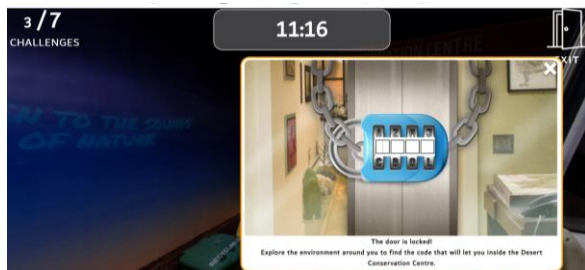 3 /7
CHALLENGES
11:16
EXIT
CENTRE
TO THE SOUNDS
OF NATURE
The door is locked!
Explore the environment around you to find the code that will let you inside the Desert
Conservation Centre.